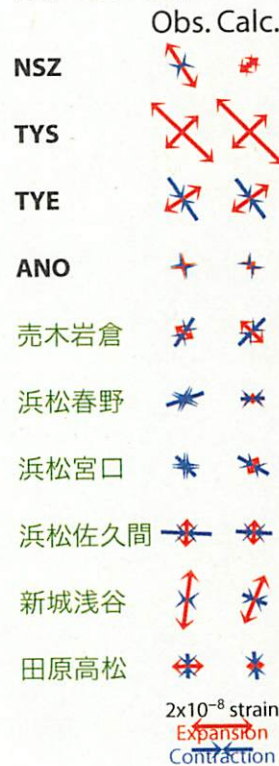 Obs. Calc.
NSZ
TYS
TYE
ANO
売木岩倉
浜松春野
浜松宮口
浜松佐久間
新城浅谷
田原高松
2x10⁻⁸ strain
Expansion
Contraction